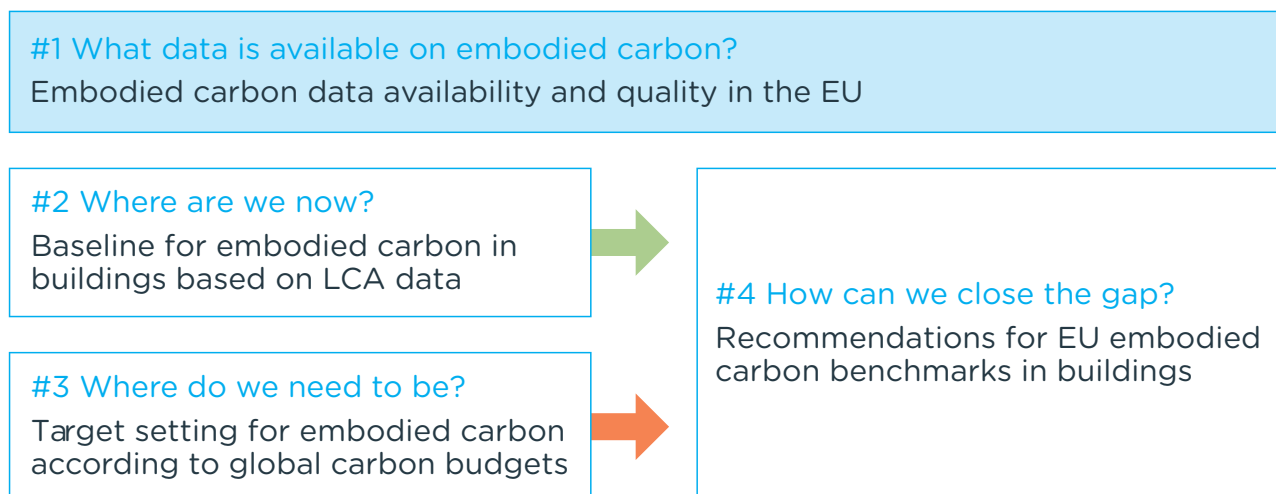 #1 What data is available on embodied carbon?
Embodied carbon data availability and quality in the EU
#2 Where are we now?
Baseline for embodied carbon in
buildings based on LCA data
#3 Where do we need to be?
Target setting for embodied carbon
according to global carbon budgets
#4 How can we close the gap?
Recommendations for EU embodied
carbon benchmarks in buildings